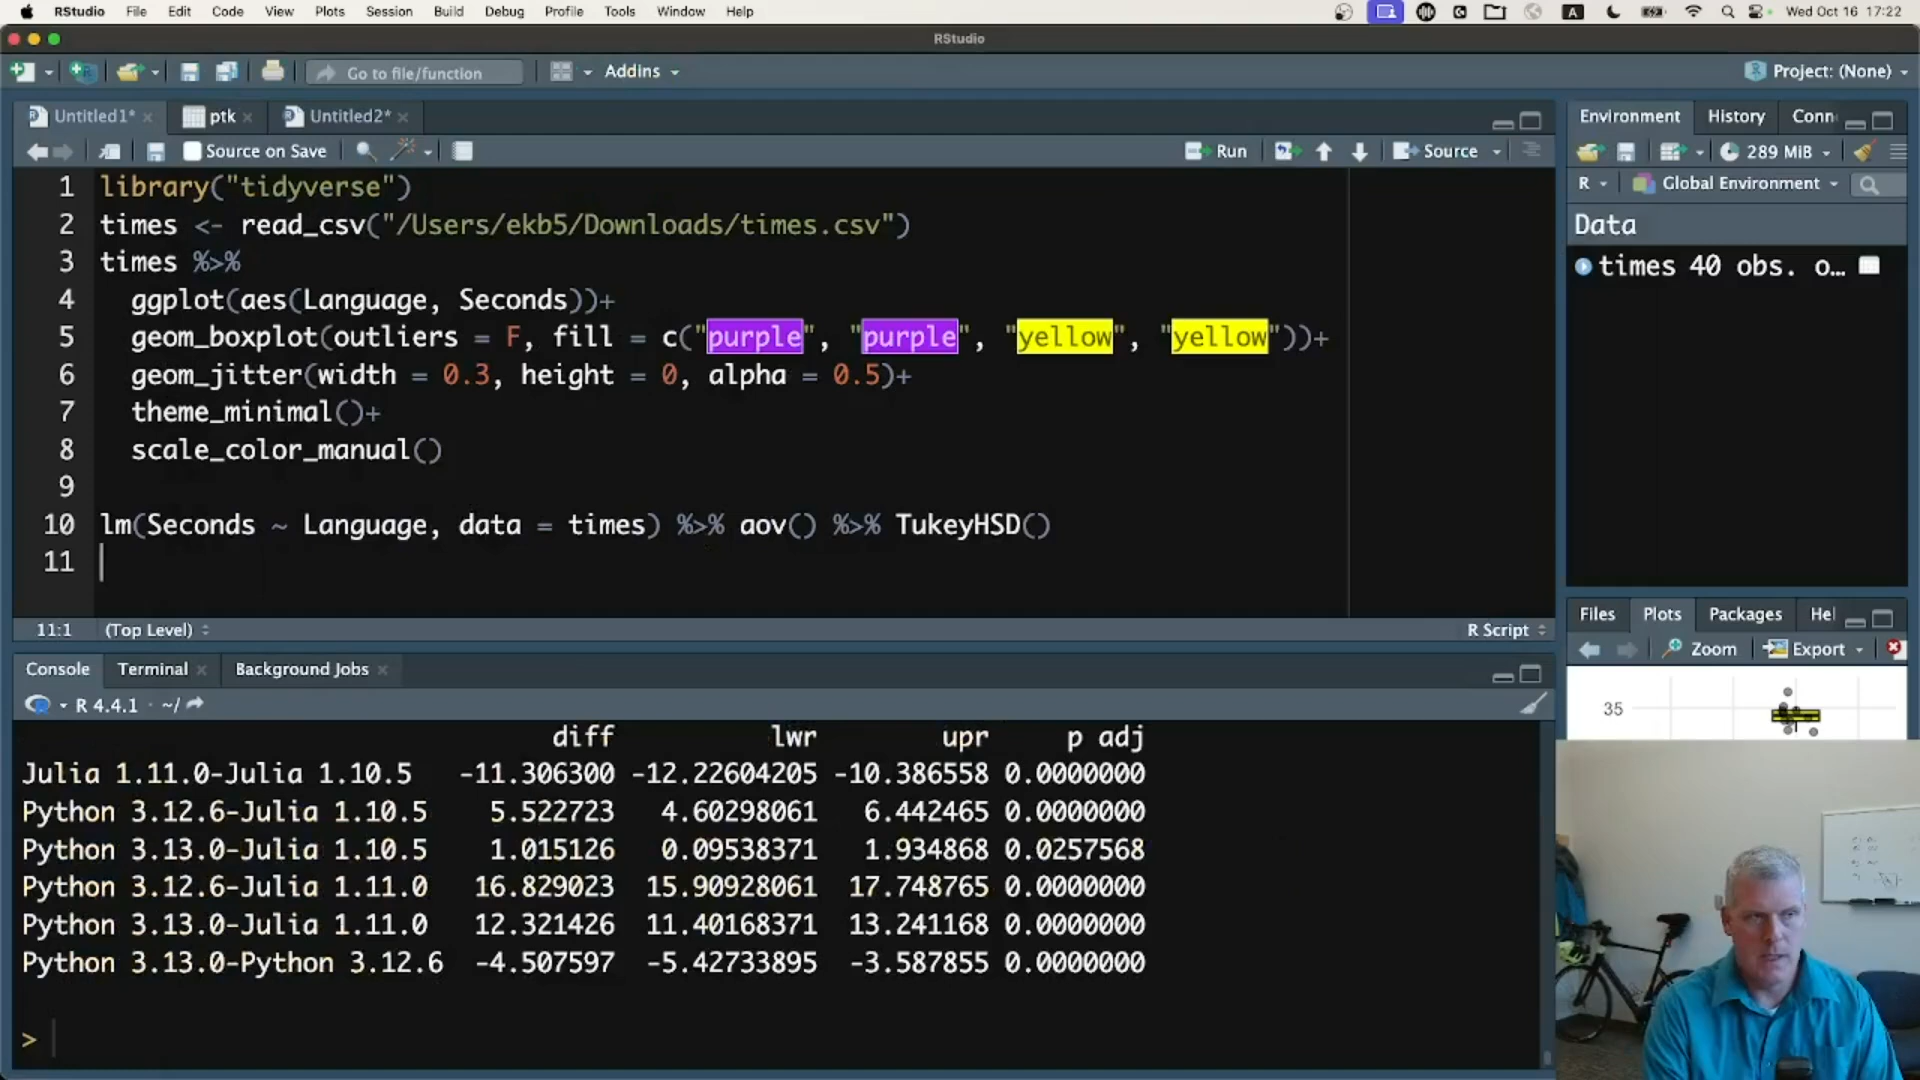 RStudio File Edit Code View Plots Session Build Debug Profile Tools Window Help A Wed Oct 16 17:22
RStudio
Go to file/function Addins Project: (None)
Untitled1* ptk Untitled2*
Source on Save Run Source
1 library("tidyverse")
2 times <- read_csv("/Users/ekb5/Downloads/times.csv")
3 times %>%
4 ggplot(aes(Language, Seconds))+
5 geom_boxplot(outliers = F, fill = c("purple", "purple", "yellow", "yellow"))+
6 geom_jitter(width = 0.3, height = 0, alpha = 0.5)+
7 theme_minimal()+
8 scale_color_manual()
9
10 lm(Seconds ~ Language, data = times) %>% aov() %>% TukeyHSD()
11
11:1 (Top Level) R Script
Console Terminal Background Jobs
R 4.4.1 · ~/
diff lwr upr p adj
Julia 1.11.0-Julia 1.10.5 -11.306300 -12.22604205 -10.386558 0.0000000
Python 3.12.6-Julia 1.10.5 5.522723 4.60298061 6.442465 0.0000000
Python 3.13.0-Julia 1.10.5 1.015126 0.09538371 1.934868 0.0257568
Python 3.12.6-Julia 1.11.0 16.829023 15.90928061 17.748765 0.0000000
Python 3.13.0-Julia 1.11.0 12.321426 11.40168371 13.241168 0.0000000
Python 3.13.0-Python 3.12.6 -4.507597 -5.42733895 -3.587855 0.0000000
>
Environment History Conn
289 MiB
R Global Environment
Data
times 40 obs. o…
Files Plots Packages Hel
Zoom Export
35